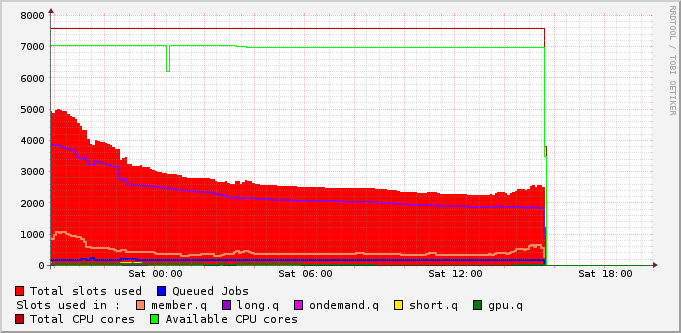 8000
7000
6000
5000
4000
3000
2000
1000
0
Sat 00:00 Sat 06:00 Sat 12:00 Sat 18:00
Total slots used Queued Jobs
Slots used in : member.q long.q ondemand.q short.q gpu.q
Total CPU cores Available CPU cores
RRDTOOL / TOBI OETIKER